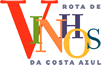 ROTA DE
VINHOS
DA COSTA AZUL